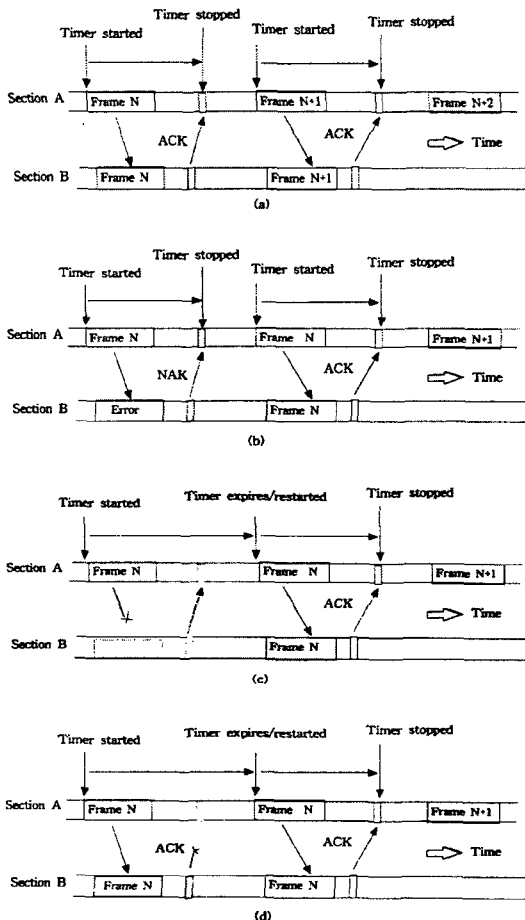 Timer stopped Timer stopped
Timer started Timer started
Section A Frame N Frame N+1 Frame N+2
ACK ACK Time
Section B Frame N Frame N+1
(a)
Timer stopped Timer stopped
Timer started Timer started
Section A Frame N Frame N Frame N+1
NAK ACK Time
Section B Error Frame N
(b)
Timer started Timer expires/restarted Timer stopped
Section A Frame N Frame N Frame N+1
ACK Time
Section B Frame N
(c)
Timer started Timer expires/restarted Timer stopped
Section A Frame N Frame N Frame N+1
ACK ACK Time
Section B Frame N Frame N
(d)